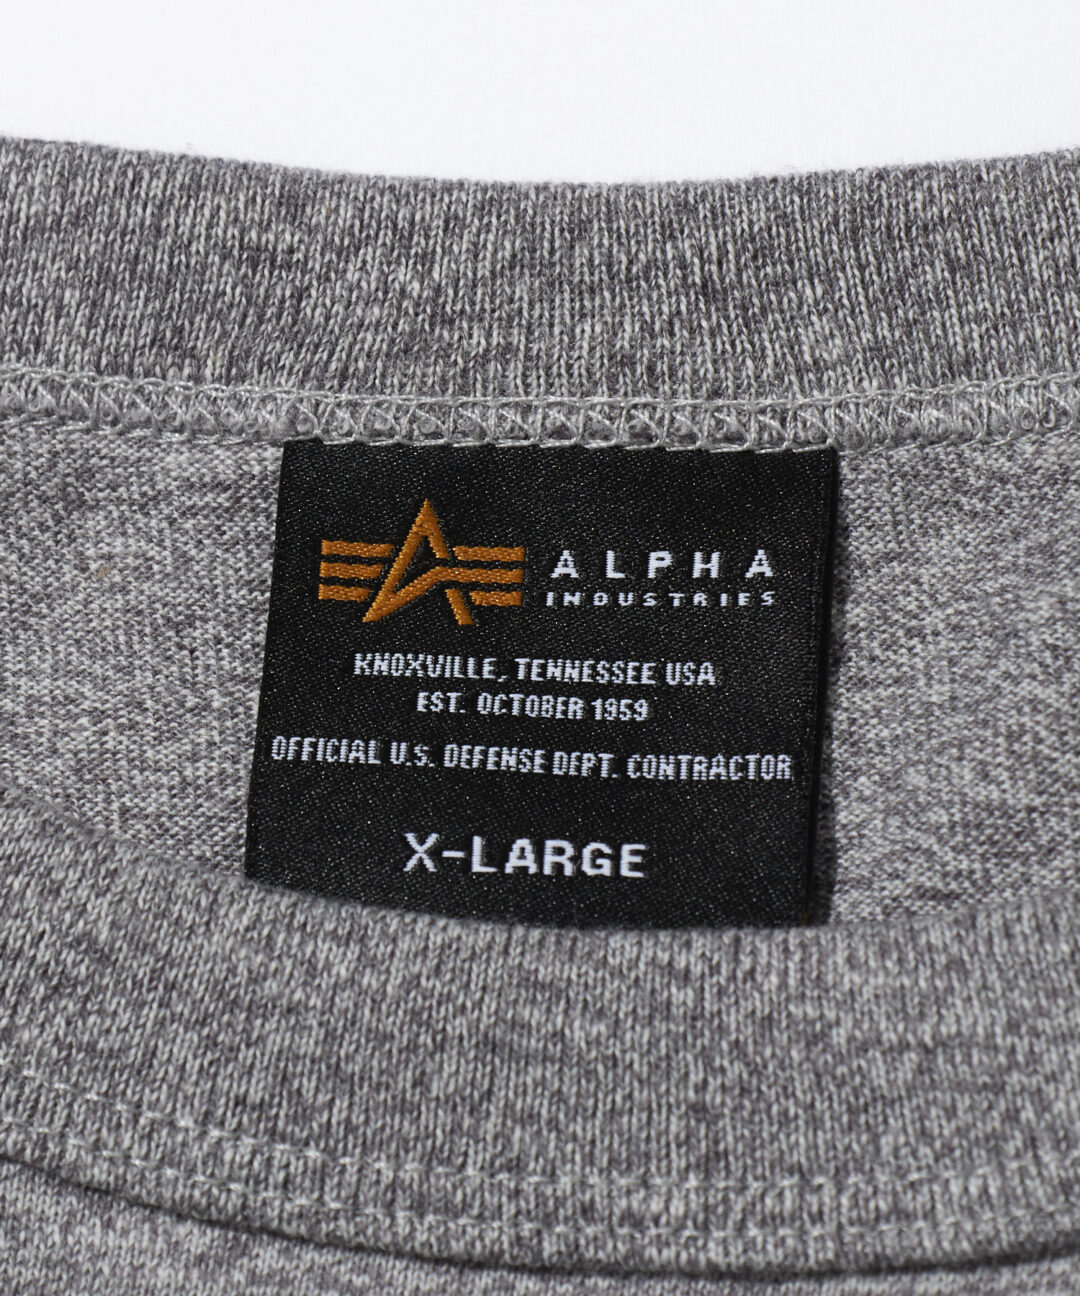 ALPHA
INDUSTRIES
KNOXVILLE, TENNESSEE USA
EST. OCTOBER 1959
OFFICIAL U.S. DEFENSE DEPT. CONTRACTOR
X-LARGE